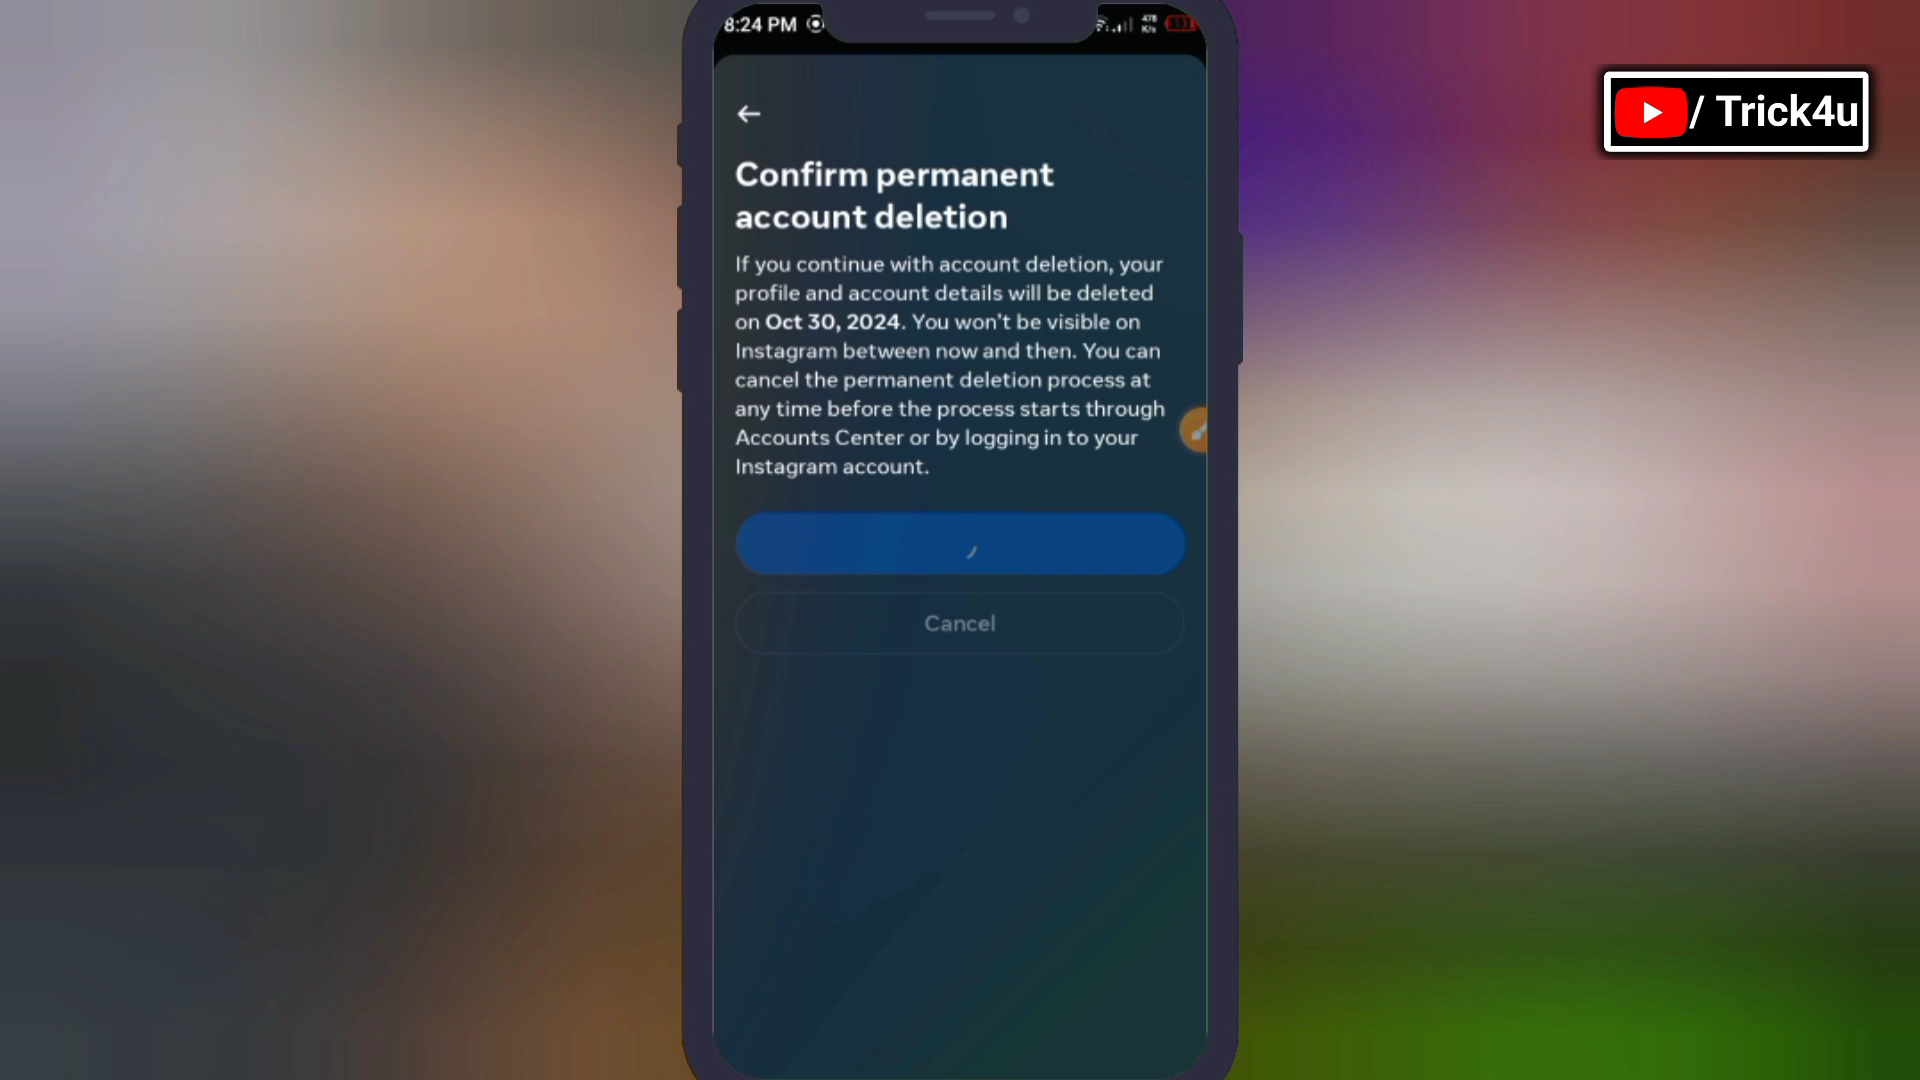 8:24 PM
/ Trick4u
Confirm permanent
account deletion
If you continue with account deletion, your
profile and account details will be deleted
on Oct 30, 2024. You won't be visible on
Instagram between now and then. You can
cancel the permanent deletion process at
any time before the process starts through
Accounts Center or by logging in to your
Instagram account.
Cancel